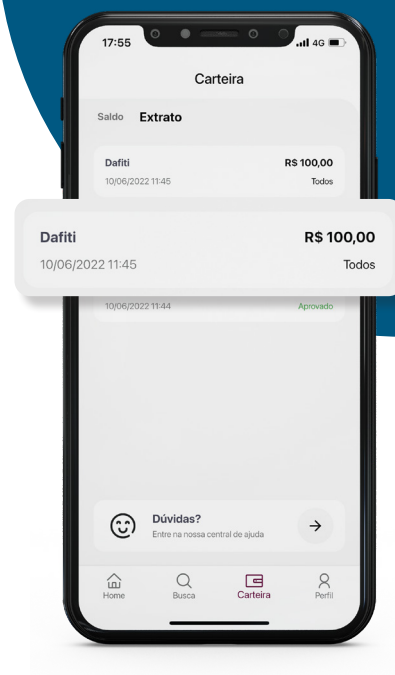 17:55
4G
Carteira
Saldo Extrato
Dafiti R$ 100,00
10/06/2022 11:45 Todos
Dafiti R$ 100,00
10/06/2022 11:45 Todos
10/06/2022 11:44 Aprovado
Dúvidas?
Entre na nossa central de ajuda
Home Busca Carteira Perfil